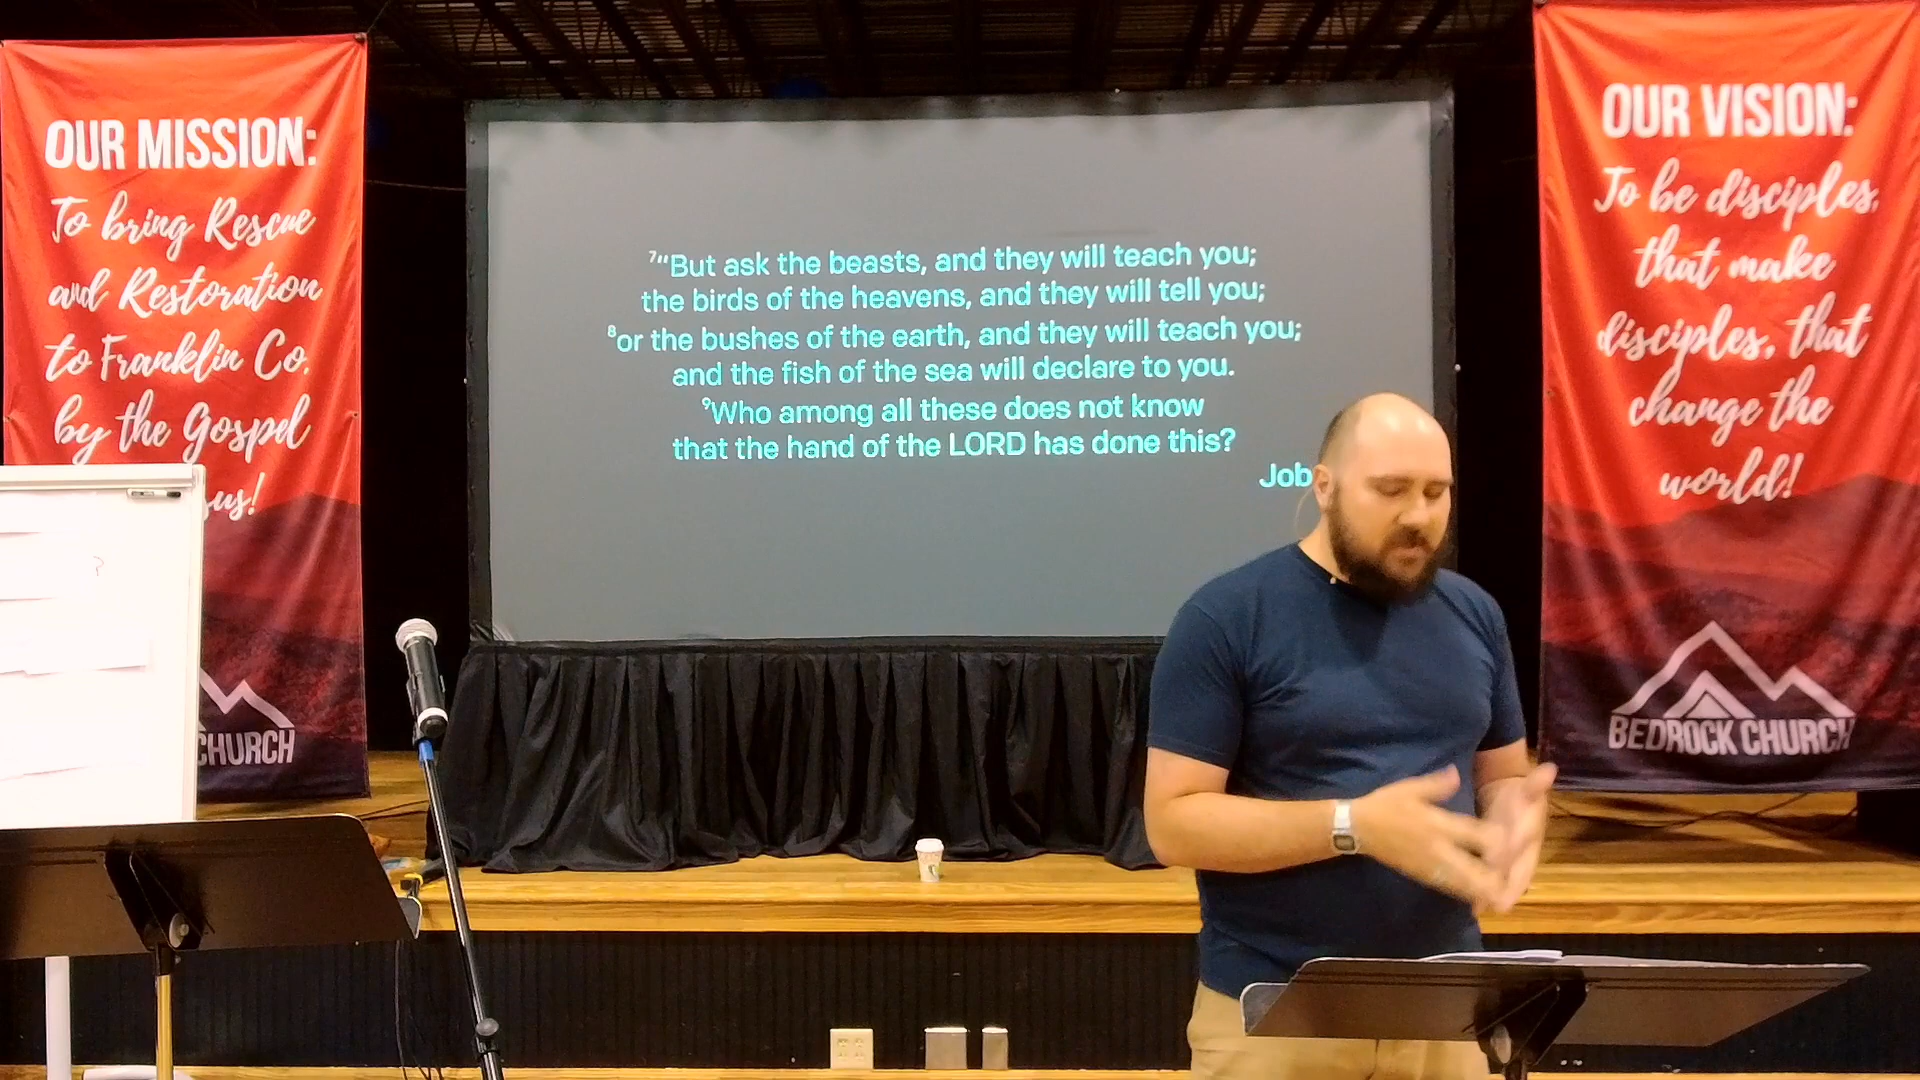 OUR MISSION:
To bring Rescue
and Restoration
to Franklin Co.
by the Gospel
sus!
CHURCH
⁷“But ask the beasts, and they will teach you;
the birds of the heavens, and they will tell you;
⁸or the bushes of the earth, and they will teach you;
and the fish of the sea will declare to you.
⁹Who among all these does not know
that the hand of the LORD has done this?
Job
OUR VISION:
To be disciples,
that make
disciples, that
change the
world!
BEDROCK CHURCH